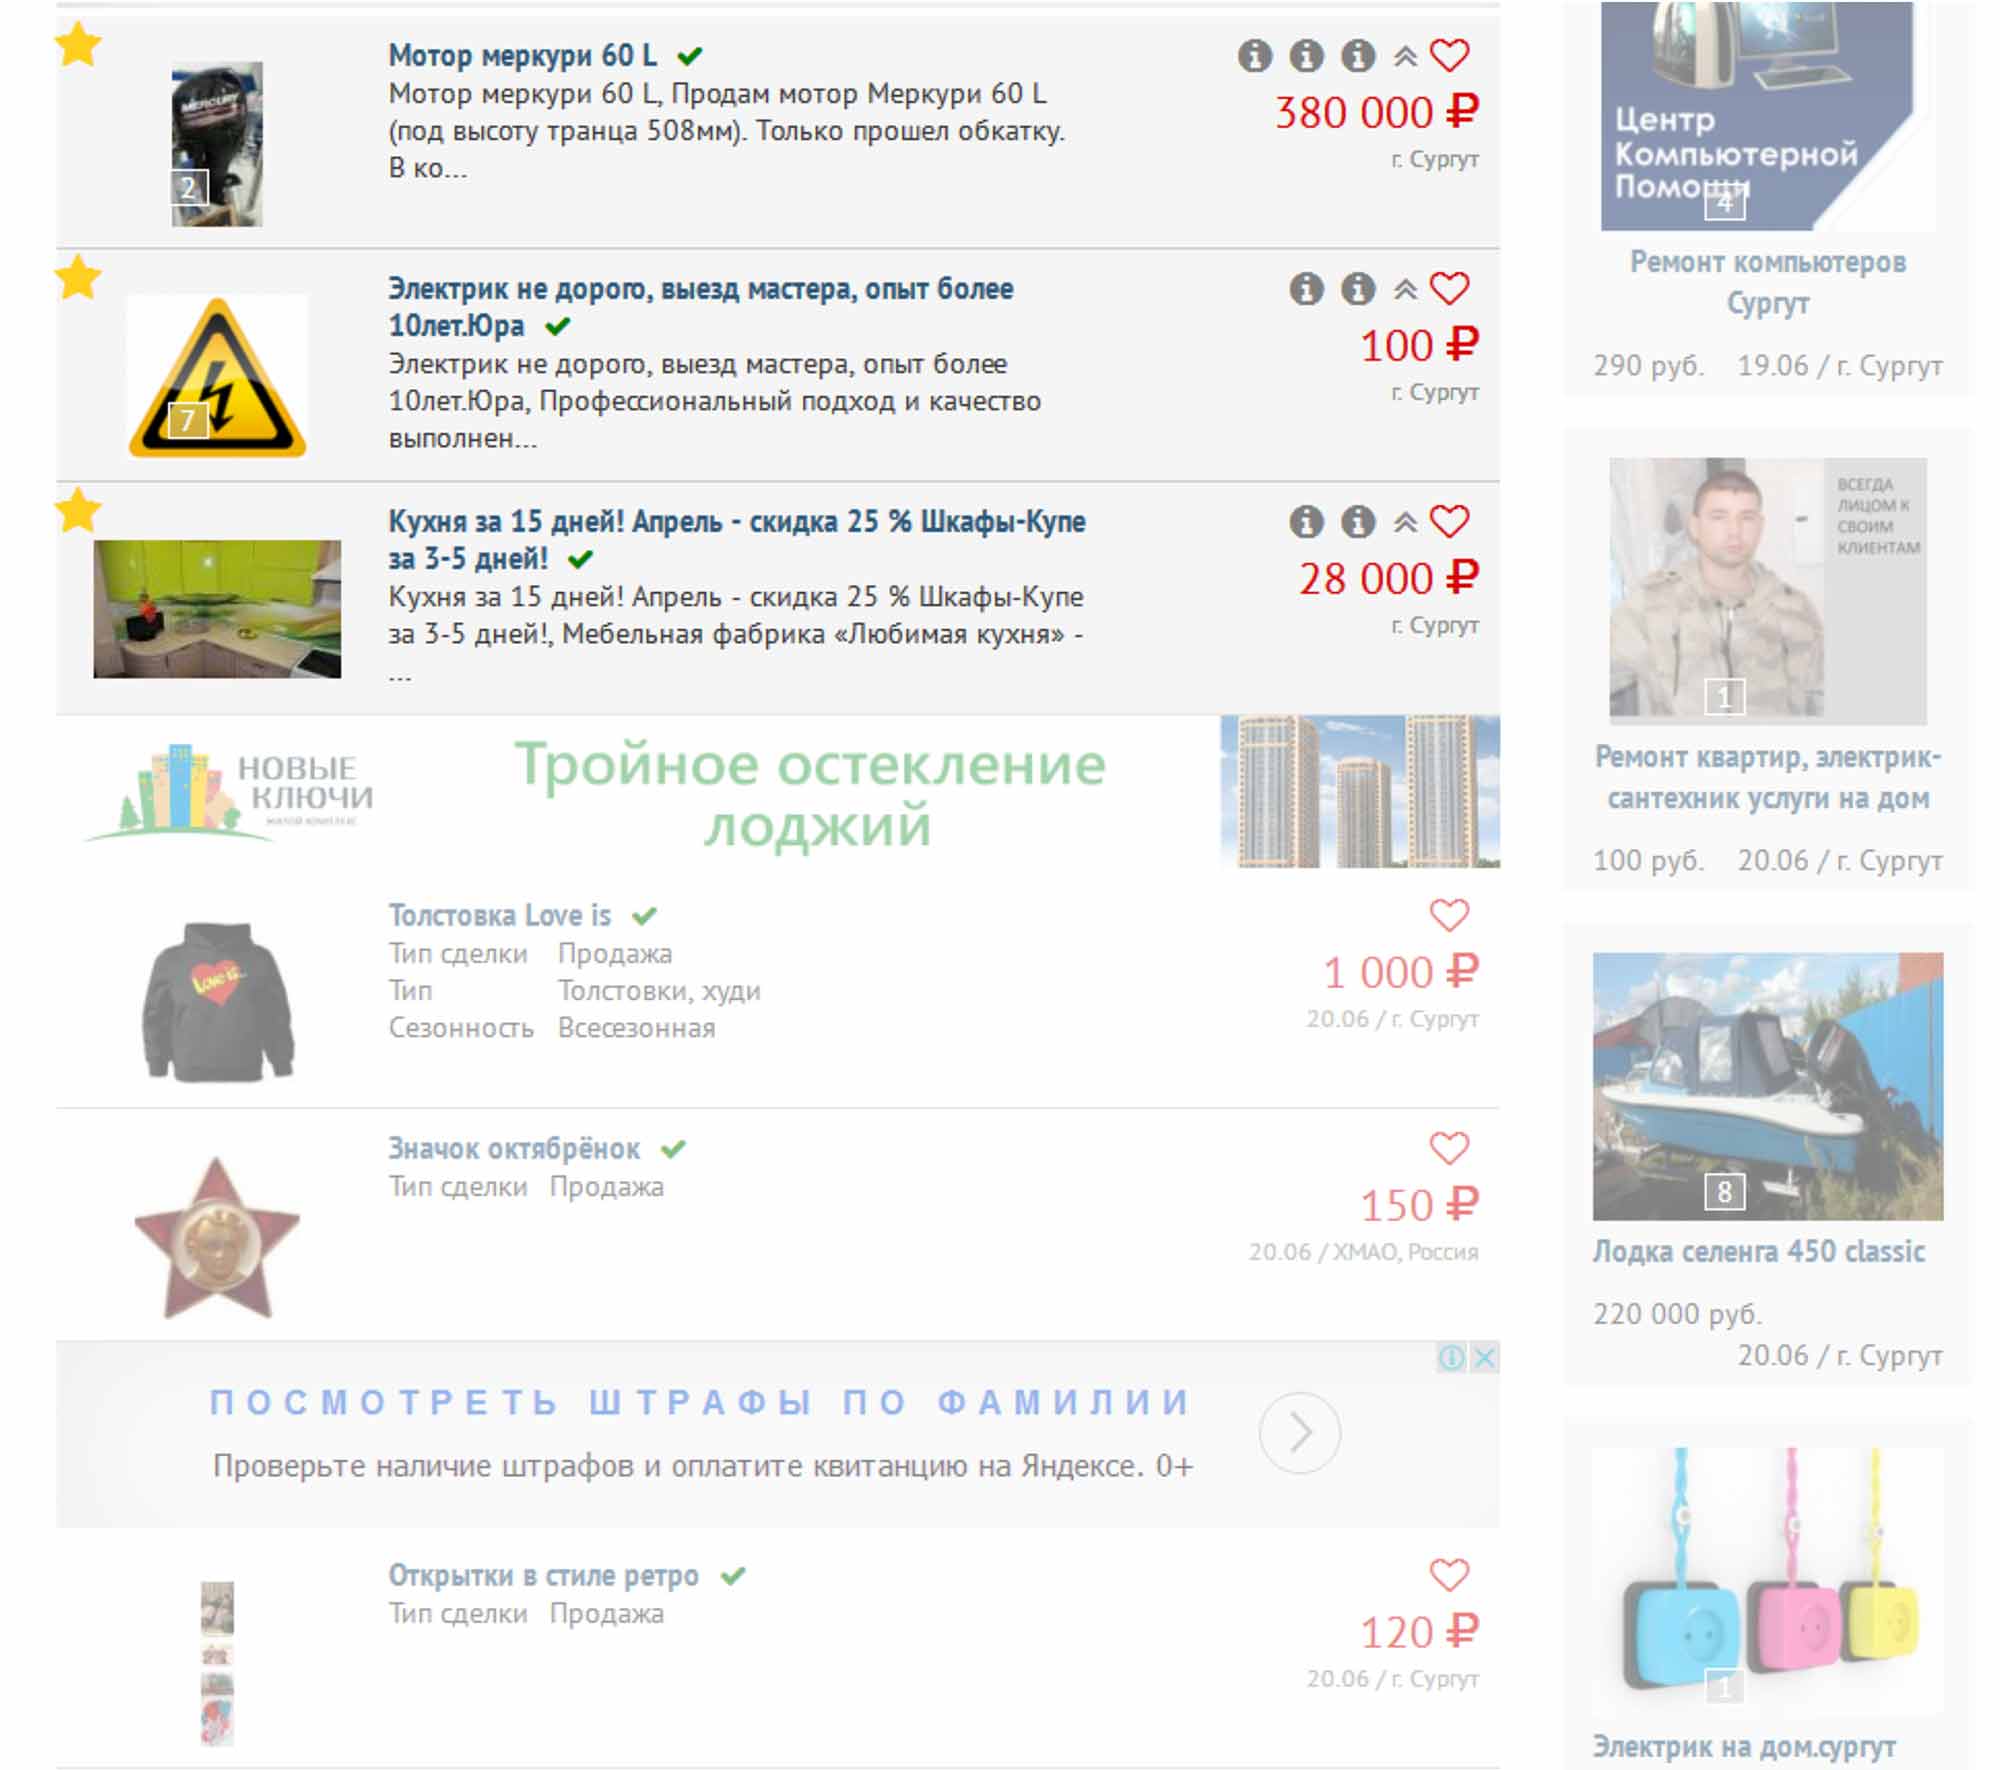 Мотор меркури 60 L
Мотор меркури 60 L, Продам мотор Меркури 60 L
(под высоту транца 508мм). Только прошел обкатку.
В ко...
380 000 ₽
г. Сургут
MERCURY
2
Электрик не дорого, выезд мастера, опыт более
10лет.Юра
Электрик не дорого, выезд мастера, опыт более
10лет.Юра, Профессиональный подход и качество
выполнен...
100 ₽
г. Сургут
7
Кухня за 15 дней! Апрель - скидка 25 % Шкафы-Купе
за 3-5 дней!
Кухня за 15 дней! Апрель - скидка 25 % Шкафы-Купе
за 3-5 дней!, Мебельная фабрика «Любимая кухня» -
...
28 000 ₽
г. Сургут
НОВЫЕ
КЛЮЧИ
ЖИЛОЙ КОМПЛЕКС
Тройное остекление
лоджий
Толстовка Love is
Тип сделки Продажа
Тип Толстовки, худи
Сезонность Всесезонная
1 000 ₽
20.06 / г. Сургут
Love is...
Значок октябрёнок
Тип сделки Продажа
150 ₽
20.06 / ХМАО, Россия
ПОСМОТРЕТЬ ШТРАФЫ ПО ФАМИЛИИ
Проверьте наличие штрафов и оплатите квитанцию на Яндексе. 0+
Открытки в стиле ретро
Тип сделки Продажа
120 ₽
20.06 / г. Сургут
Центр
Компьютерной
Помощи
4
Ремонт компьютеров
Сургут
290 руб. 19.06 / г. Сургут
ВСЕГДА
ЛИЦОМ К
СВОИМ
КЛИЕНТАМ
1
Ремонт квартир, электрик-
сантехник услуги на дом
100 руб. 20.06 / г. Сургут
8
Лодка селенга 450 classic
220 000 руб.
20.06 / г. Сургут
1
Электрик на дом.сургут